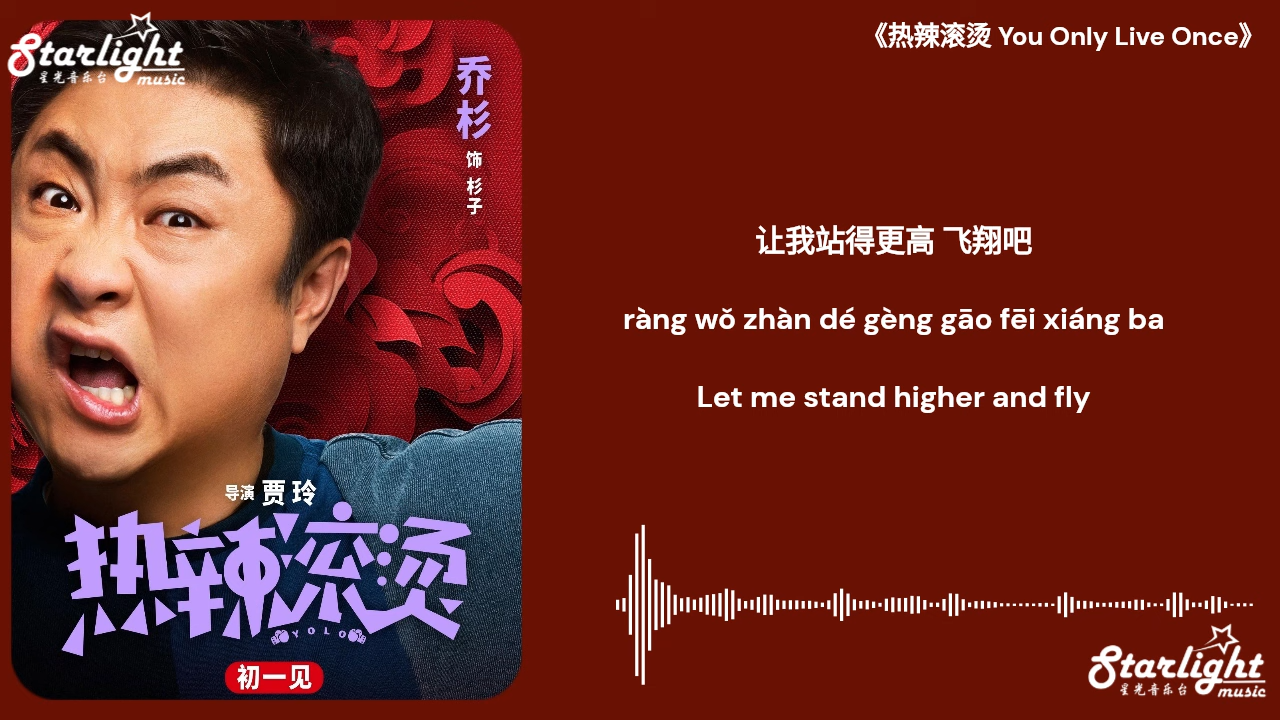 Starlight
星光音乐台 music
《热辣滚烫 You Only Live Once》
乔杉
饰 杉子
让我站得更高 飞翔吧
ràng wǒ zhàn dé gèng gāo fēi xiáng ba
Let me stand higher and fly
导演 贾玲
热辣滚烫
YOLO
初一见
Starlight
星光音乐台 music